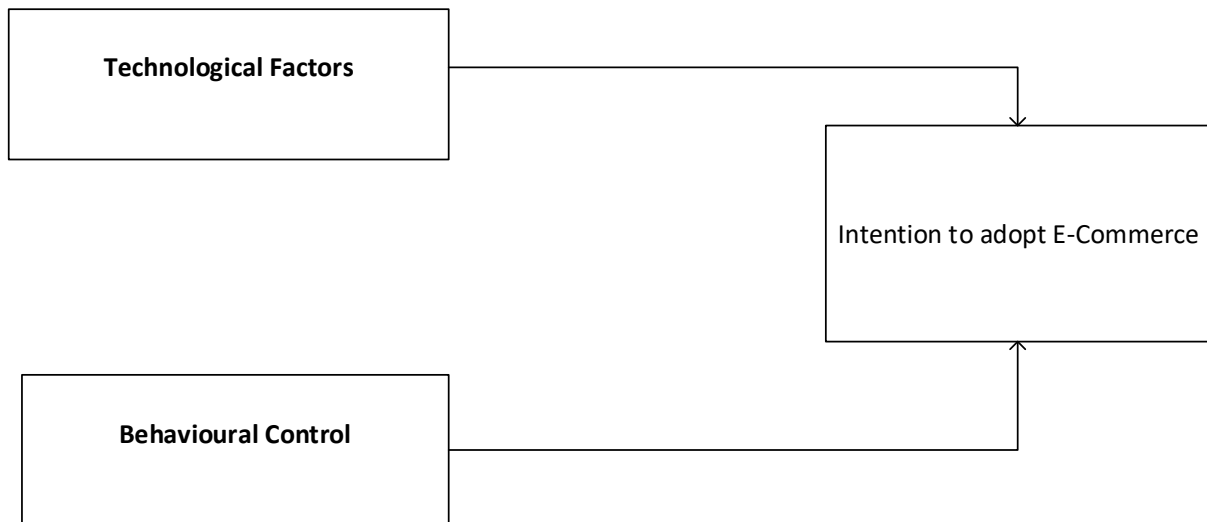 Technological Factors
Intention to adopt E-Commerce
Behavioural Control